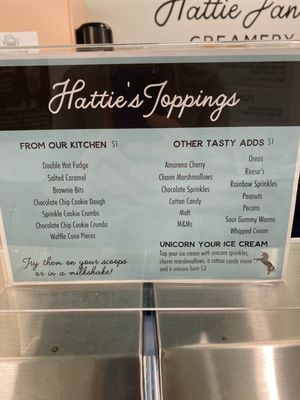 Hattie Jane
CREAMERY
Hattie's Toppings
FROM OUR KITCHEN $1
Double Hot Fudge
Salted Caramel
Brownie Bits
Chocolate Chip Cookie Dough
Sprinkle Cookie Crumbs
Chocolate Chip Cookie Crumbs
Waffle Cone Pieces
Try them on your scoops
or in a milkshake!
OTHER TASTY ADDS $1
Amarena Cherry
Charm Marshmallows
Chocolate Sprinkles
Cotton Candy
Malt
M&Ms
Oreos
Reese's
Rainbow Sprinkles
Peanuts
Pecans
Sour Gummy Worms
Whipped Cream
UNICORN YOUR ICE CREAM
Top your ice cream with unicorn sprinkles,
charm marshmallows, a cotton candy mane
and a unicorn horn $3